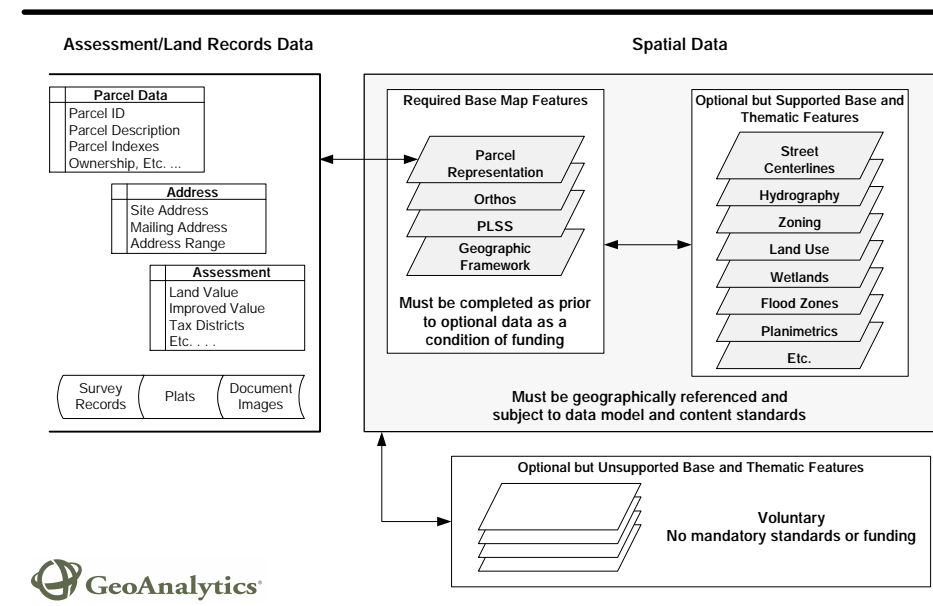 Assessment/Land Records Data
Parcel Data
Parcel ID
Parcel Description
Parcel Indexes
Ownership, Etc. ...
Address
Site Address
Mailing Address
Address Range
Assessment
Land Value
Improved Value
Tax Districts
Etc. . . .
Survey
Records
Plats
Document
Images
Spatial Data
Required Base Map Features
Parcel
Representation
Orthos
PLSS
Geographic
Framework
Must be completed as prior
to optional data as a
condition of funding
Optional but Supported Base and
Thematic Features
Street
Centerlines
Hydrography
Zoning
Land Use
Wetlands
Flood Zones
Planimetrics
Etc.
Must be geographically referenced and
subject to data model and content standards
Optional but Unsupported Base and Thematic Features
Voluntary
No mandatory standards or funding
GeoAnalytics